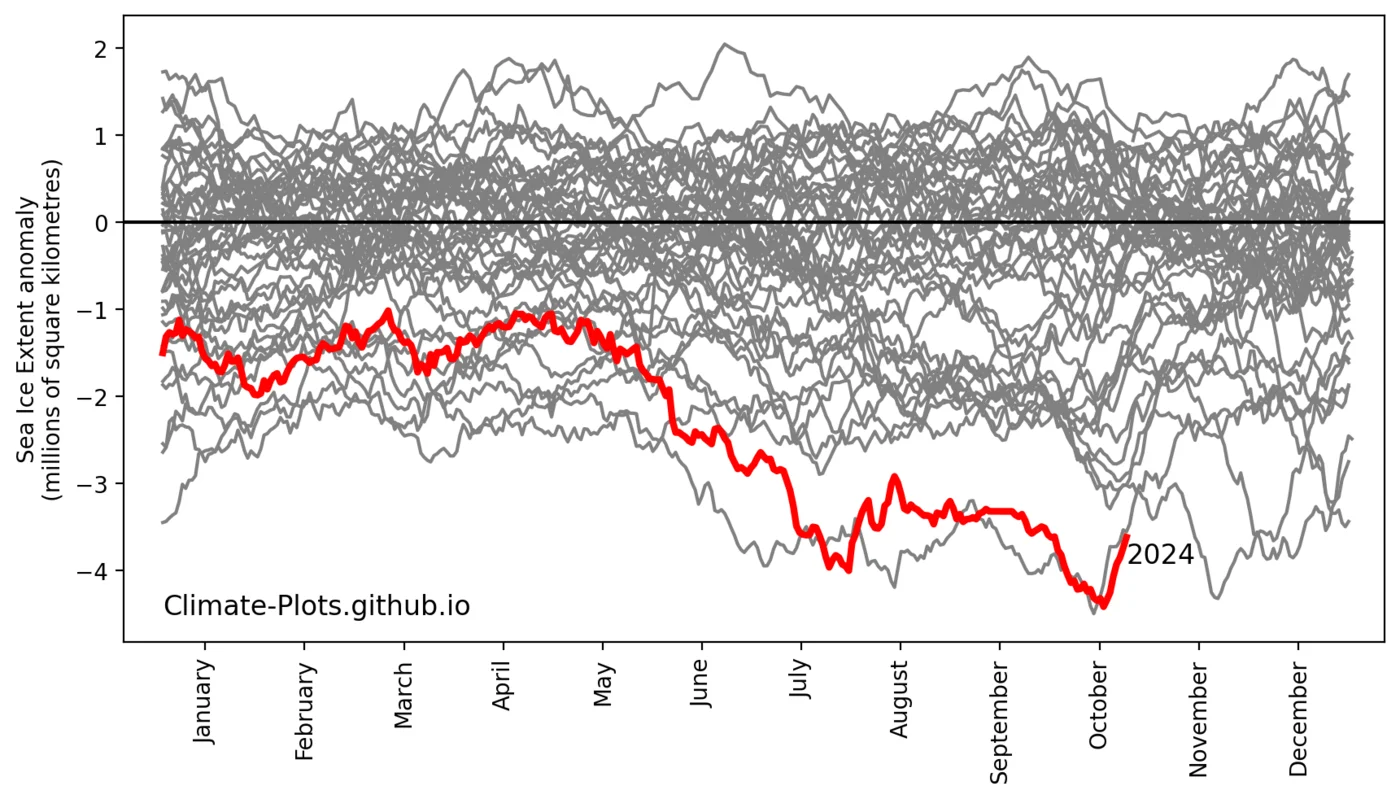 Sea Ice Extent anomaly
(millions of square kilometres)
2
1
0
−1
−2
−3
−4
2024
Climate-Plots.github.io
January
February
March
April
May
June
July
August
September
October
November
December